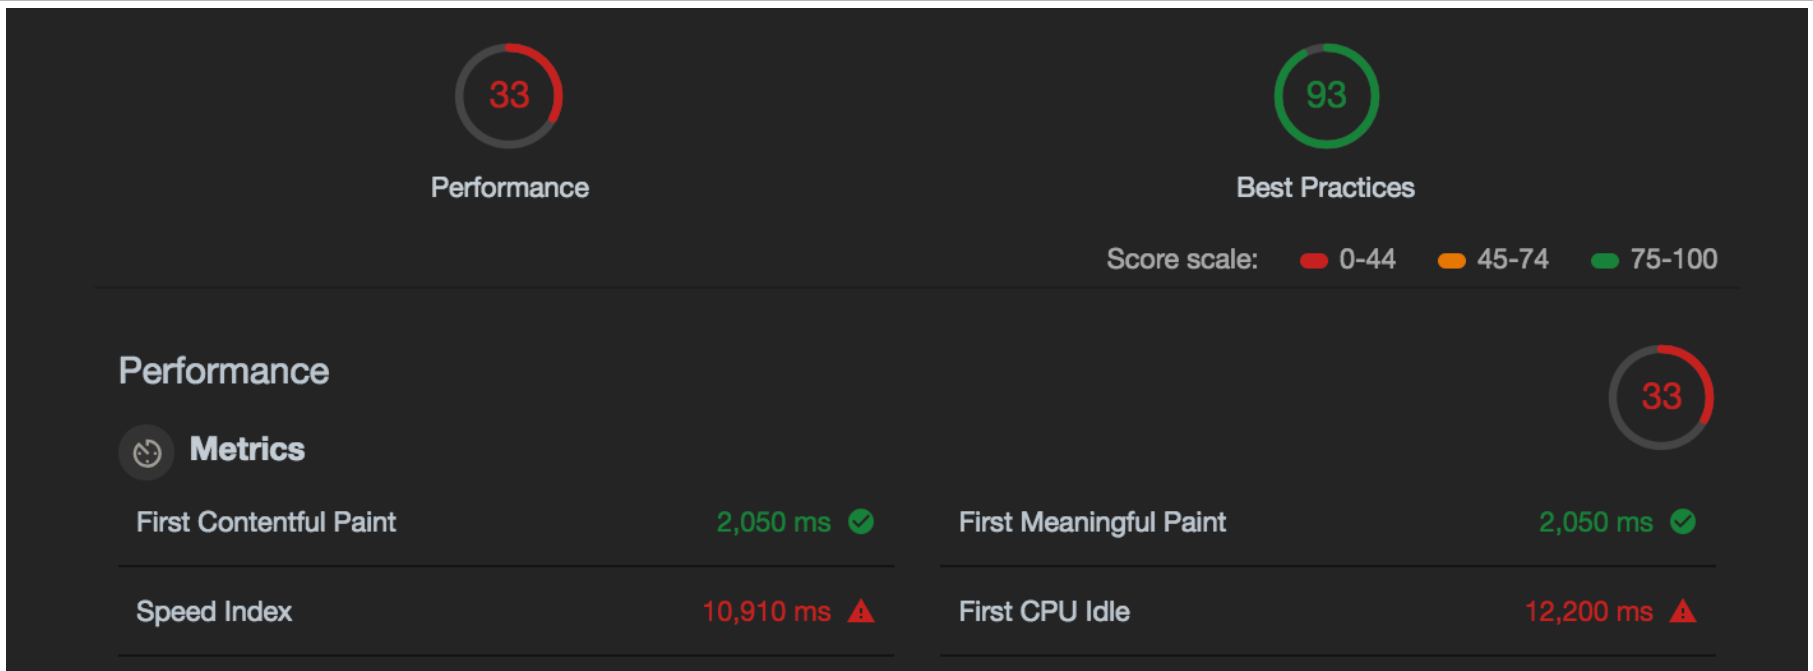 33
Performance
93
Best Practices
Score scale: 0-44 45-74 75-100
Performance
33
Metrics
First Contentful Paint 2,050 ms
First Meaningful Paint 2,050 ms
Speed Index 10,910 ms
First CPU Idle 12,200 ms